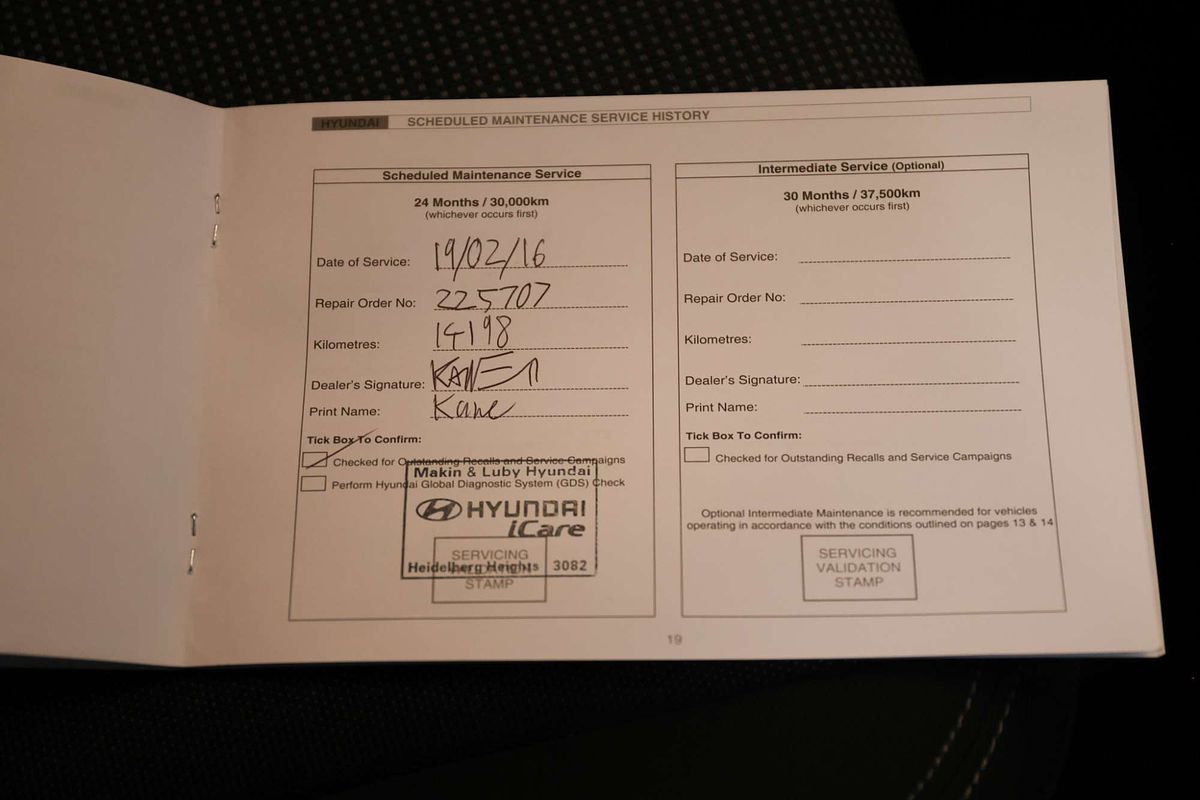 HYUNDAI SCHEDULED MAINTENANCE SERVICE HISTORY
Scheduled Maintenance Service
24 Months / 30,000km
(whichever occurs first)
Date of Service: 19/02/16
Repair Order No: 225707
Kilometres: 14198
Dealer's Signature:
Print Name: Kane
Tick Box To Confirm:
Checked for Outstanding Recalls and Service Campaigns
Perform Hyundai Global Diagnostic System (GDS) Check
Makin & Luby Hyundai
HYUNDAI
iCare
Heidelberg Heights 3082
SERVICING
VALIDATION
STAMP
Intermediate Service (Optional)
30 Months / 37,500km
(whichever occurs first)
Date of Service:
Repair Order No:
Kilometres:
Dealer's Signature:
Print Name:
Tick Box To Confirm:
Checked for Outstanding Recalls and Service Campaigns
Optional Intermediate Maintenance is recommended for vehicles
operating in accordance with the conditions outlined on pages 13 & 14
SERVICING
VALIDATION
STAMP
19